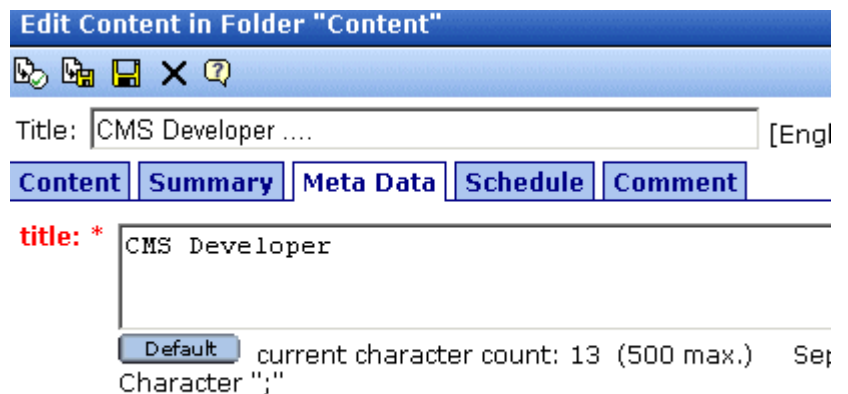 Edit Content in Folder "Content"
Title: CMS Developer .... [Engl
Content Summary Meta Data Schedule Comment
title: * CMS Developer
Default current character count: 13 (500 max.) Sep
Character ";"